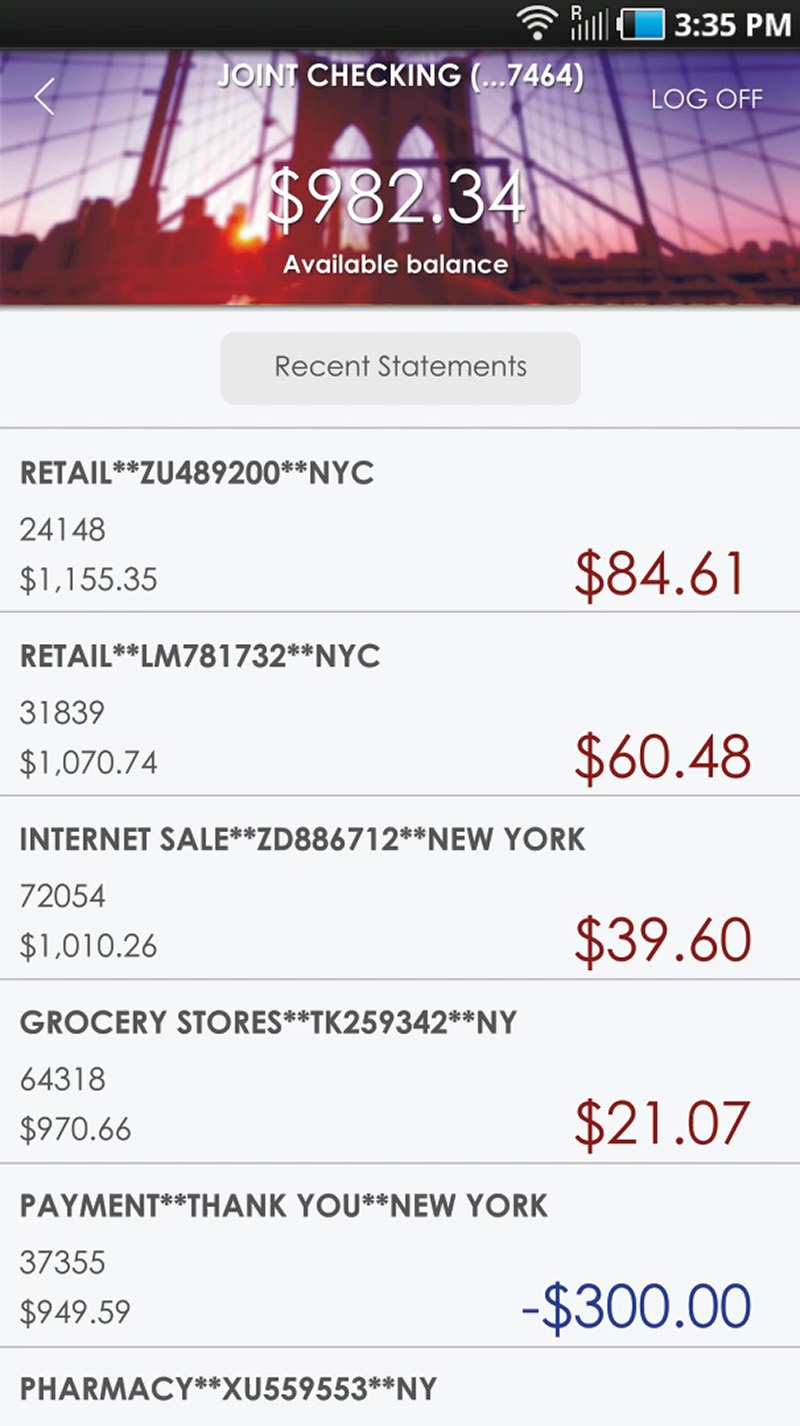 R 3:35 PM
JOINT CHECKING (...7464)
LOG OFF
$982.34
Available balance
Recent Statements
RETAIL**ZU489200**NYC
24148
$1,155.35
$84.61
RETAIL**LM781732**NYC
31839
$1,070.74
$60.48
INTERNET SALE**ZD886712**NEW YORK
72054
$1,010.26
$39.60
GROCERY STORES**TK259342**NY
64318
$970.66
$21.07
PAYMENT**THANK YOU**NEW YORK
37355
$949.59
-$300.00
PHARMACY**XU559553**NY